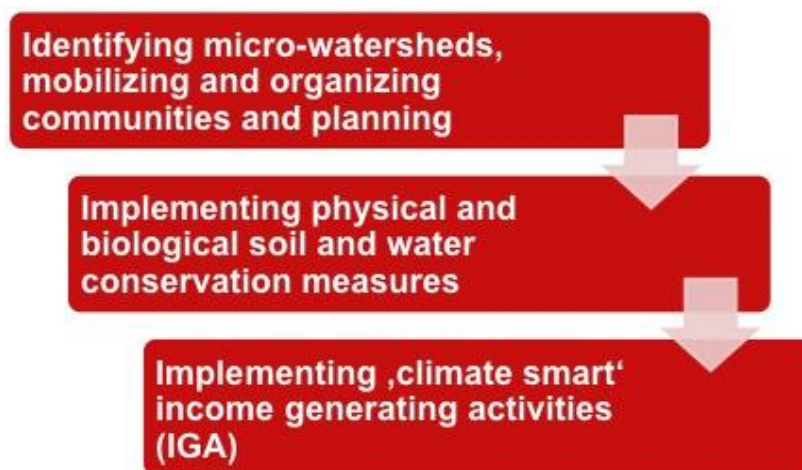 Identifying micro-watersheds,
mobilizing and organizing
communities and planning
Implementing physical and
biological soil and water
conservation measures
Implementing ‚climate smart‘
income generating activities
(IGA)